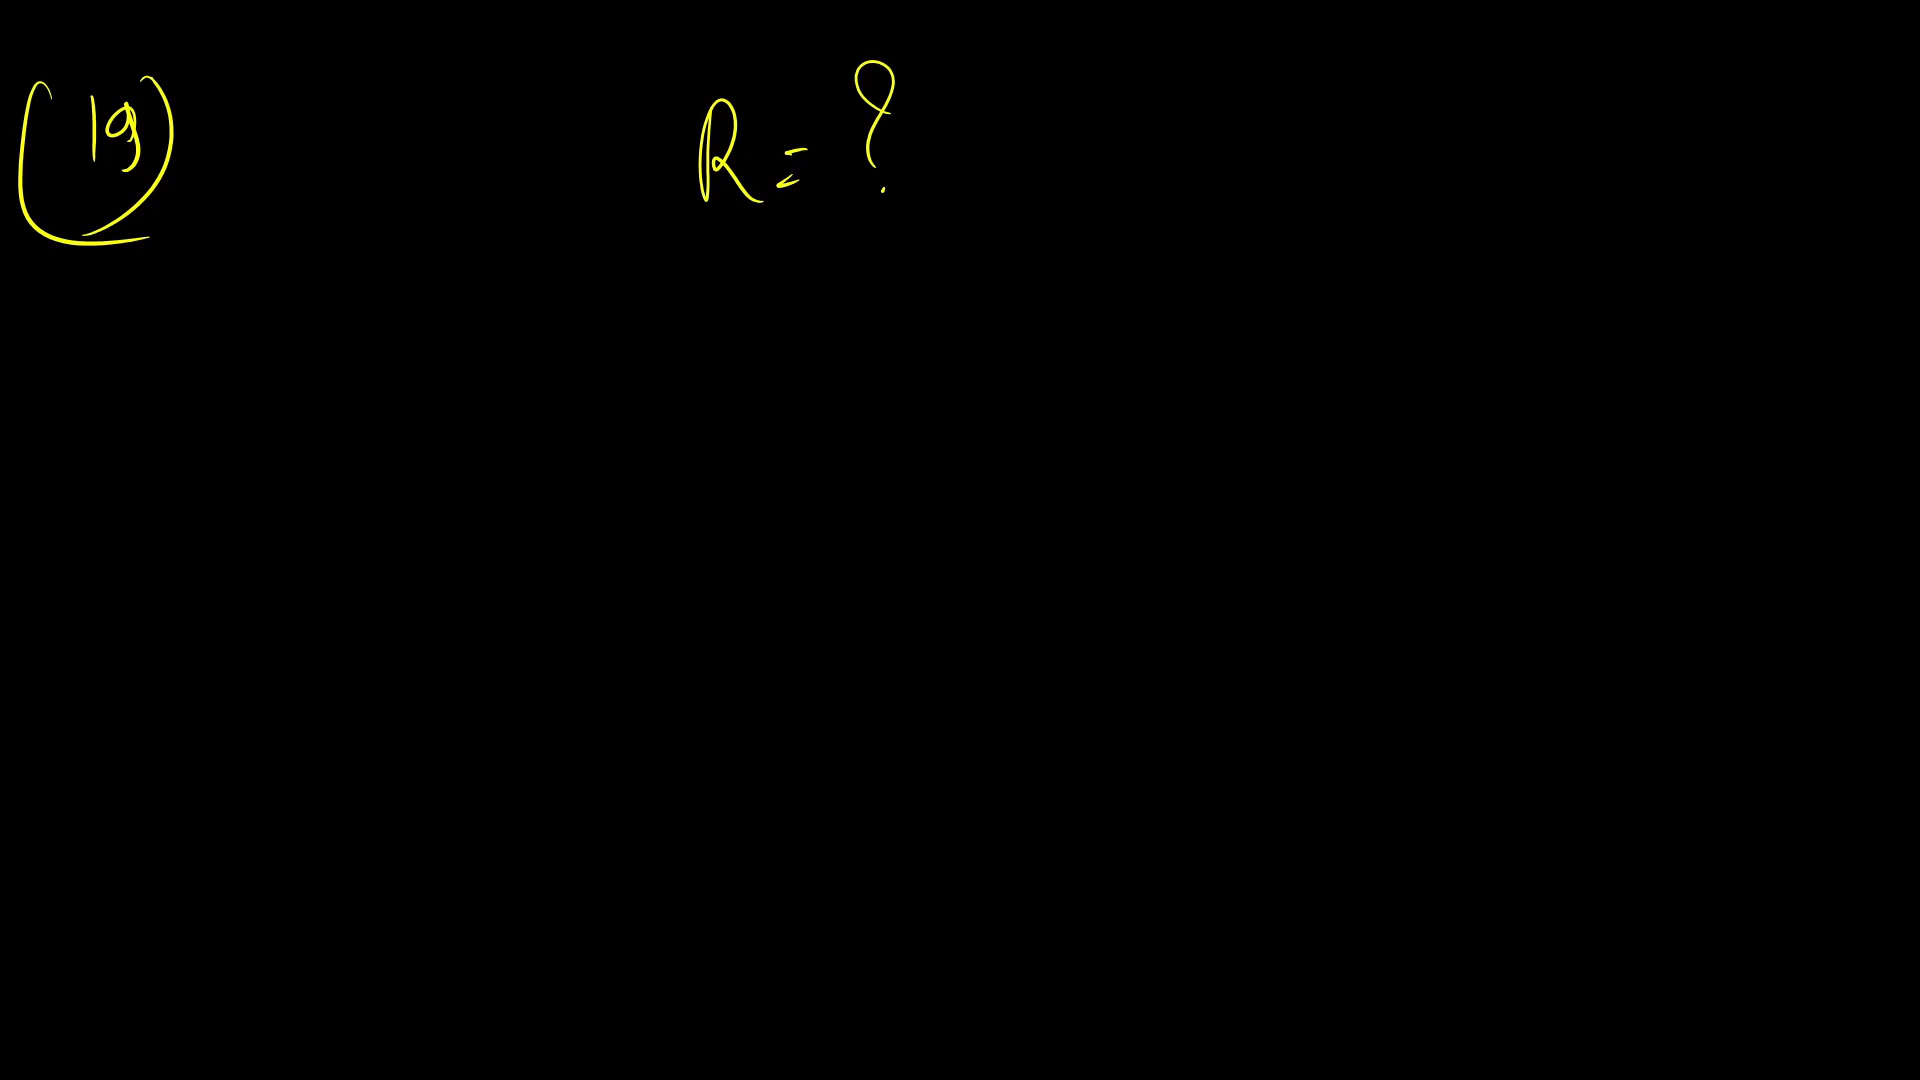 (19) R = ?